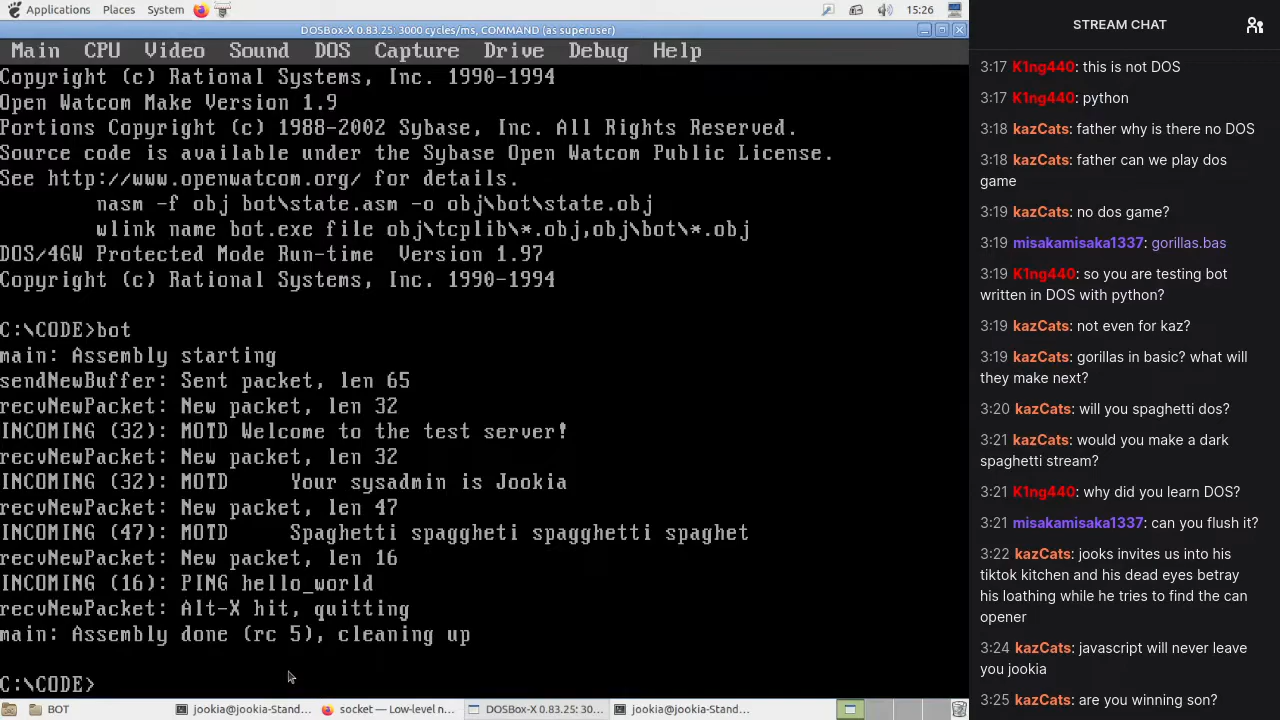 Applications Places System 15:26
DOSBox-X 0.83.25: 3000 cycles/ms, COMMAND (as superuser)
Main CPU Video Sound DOS Capture Drive Debug Help
Copyright (c) Rational Systems, Inc. 1990-1994
Open Watcom Make Version 1.9
Portions Copyright (c) 1988-2002 Sybase, Inc. All Rights Reserved.
Source code is available under the Sybase Open Watcom Public License.
See http://www.openwatcom.org/ for details.
nasm -f obj bot\state.asm -o obj\bot\state.obj
wlink name bot.exe file obj\tcplib\*.obj,obj\bot\*.obj
DOS/4GW Protected Mode Run-time Version 1.97
Copyright (c) Rational Systems, Inc. 1990-1994
C:\CODE>bot
main: Assembly starting
sendNewBuffer: Sent packet, len 65
recvNewPacket: New packet, len 32
INCOMING (32): MOTD Welcome to the test server!
recvNewPacket: New packet, len 32
INCOMING (32): MOTD Your sysadmin is Jookia
recvNewPacket: New packet, len 47
INCOMING (47): MOTD Spaghetti spaggheti spagghetti spaghet
recvNewPacket: New packet, len 16
INCOMING (16): PING hello_world
recvNewPacket: Alt-X hit, quitting
main: Assembly done (rc 5), cleaning up
C:\CODE>
BOT
jookia@jookia-Stand...
socket — Low-level n...
DOSBox-X 0.83.25: 30...
jookia@jookia-Stand...
STREAM CHAT
3:17 K1ng440: this is not DOS
3:17 K1ng440: python
3:18 kazCats: father why is there no DOS
3:18 kazCats: father can we play dos
game
3:19 kazCats: no dos game?
3:19 misakamisaka1337: gorillas.bas
3:19 K1ng440: so you are testing bot
written in DOS with python?
3:19 kazCats: not even for kaz?
3:19 kazCats: gorillas in basic? what will
they make next?
3:20 kazCats: will you spaghetti dos?
3:21 kazCats: would you make a dark
spaghetti stream?
3:21 K1ng440: why did you learn DOS?
3:21 misakamisaka1337: can you flush it?
3:22 kazCats: jooks invites us into his
tiktok kitchen and his dead eyes betray
his loathing while he tries to find the can
opener
3:24 kazCats: javascript will never leave
you jookia
3:25 kazCats: are you winning son?